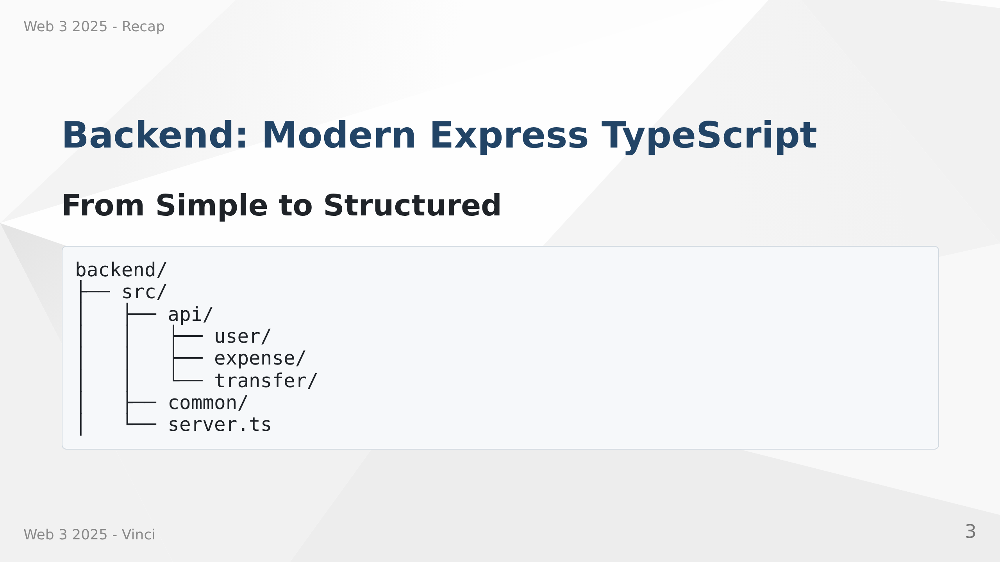 Web 3 2025 - Recap
Backend: Modern Express TypeScript
From Simple to Structured
backend/
├── src/
│   ├── api/
│   │   ├── user/
│   │   ├── expense/
│   │   └── transfer/
│   ├── common/
│   └── server.ts
Web 3 2025 - Vinci
3